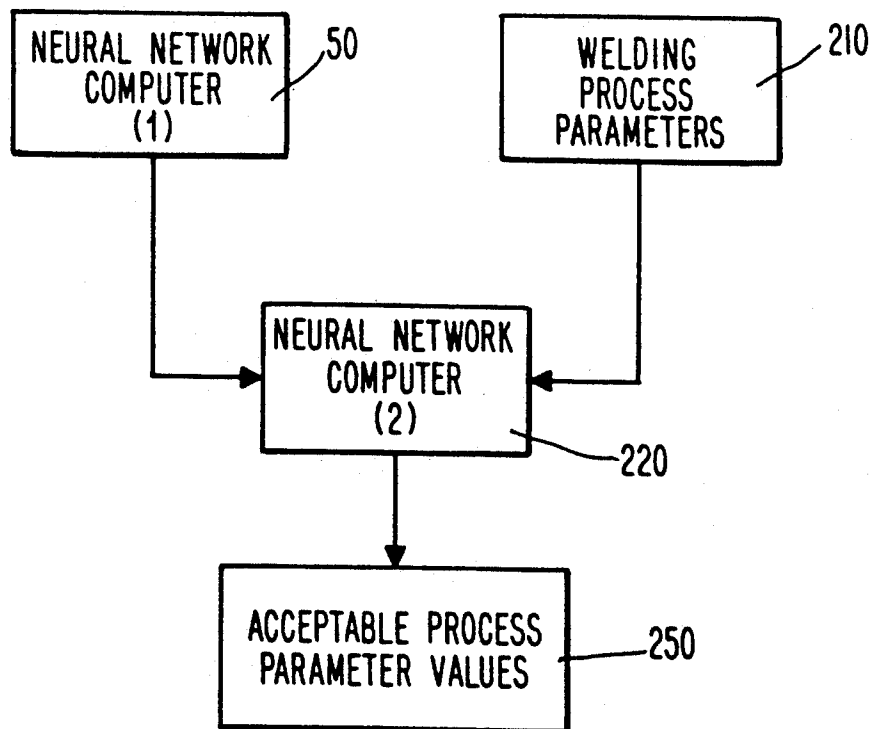 NEURAL NETWORK
COMPUTER
(1)
50
WELDING
PROCESS
PARAMETERS
210
NEURAL NETWORK
COMPUTER
(2)
220
ACCEPTABLE PROCESS
PARAMETER VALUES
250